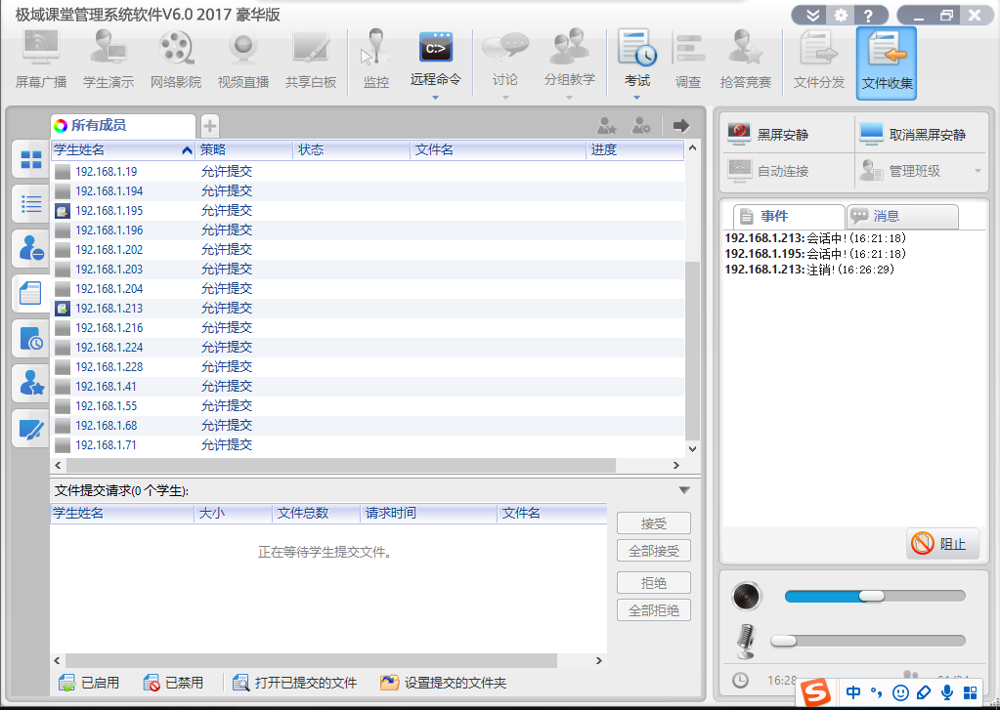 极域课堂管理系统软件V6.0 2017 豪华版
屏幕广播 学生演示 网络影院 视频直播 共享白板 监控 远程命令 讨论 分组教学 考试 调查 抢答竞赛 文件分发 文件收集
C:>
所有成员
学生姓名 策略 状态 文件名 进度
192.168.1.19 允许提交
192.168.1.194 允许提交
192.168.1.195 允许提交
192.168.1.196 允许提交
192.168.1.202 允许提交
192.168.1.203 允许提交
192.168.1.204 允许提交
192.168.1.213 允许提交
192.168.1.216 允许提交
192.168.1.224 允许提交
192.168.1.228 允许提交
192.168.1.41 允许提交
192.168.1.55 允许提交
192.168.1.68 允许提交
192.168.1.71 允许提交
文件提交请求(0 个学生):
学生姓名 大小 文件总数 请求时间 文件名
正在等待学生提交文件。
接受
全部接受
拒绝
全部拒绝
已启用 已禁用 打开已提交的文件 设置提交的文件夹
黑屏安静 取消黑屏安静
自动连接 管理班级
事件 消息
192.168.1.213: 会话中!(16:21:18)
192.168.1.195: 会话中!(16:21:18)
192.168.1.213: 注销!(16:26:29)
阻止
16:28
中